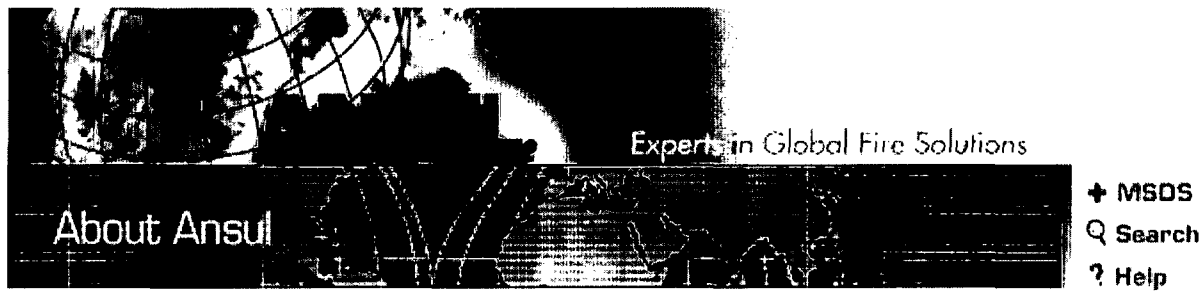 Experts in Global Fire Solutions
About Ansul
MSDS
Search
? Help